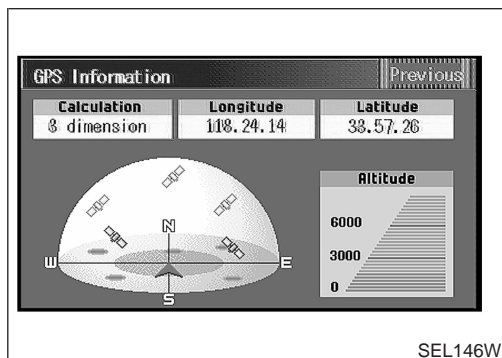 GPS Information
Previous
Calculation
3 dimension
Longitude
118.24.14
Latitude
33.57.26
N
W
E
S
Altitude
6000
3000
0
SEL146W